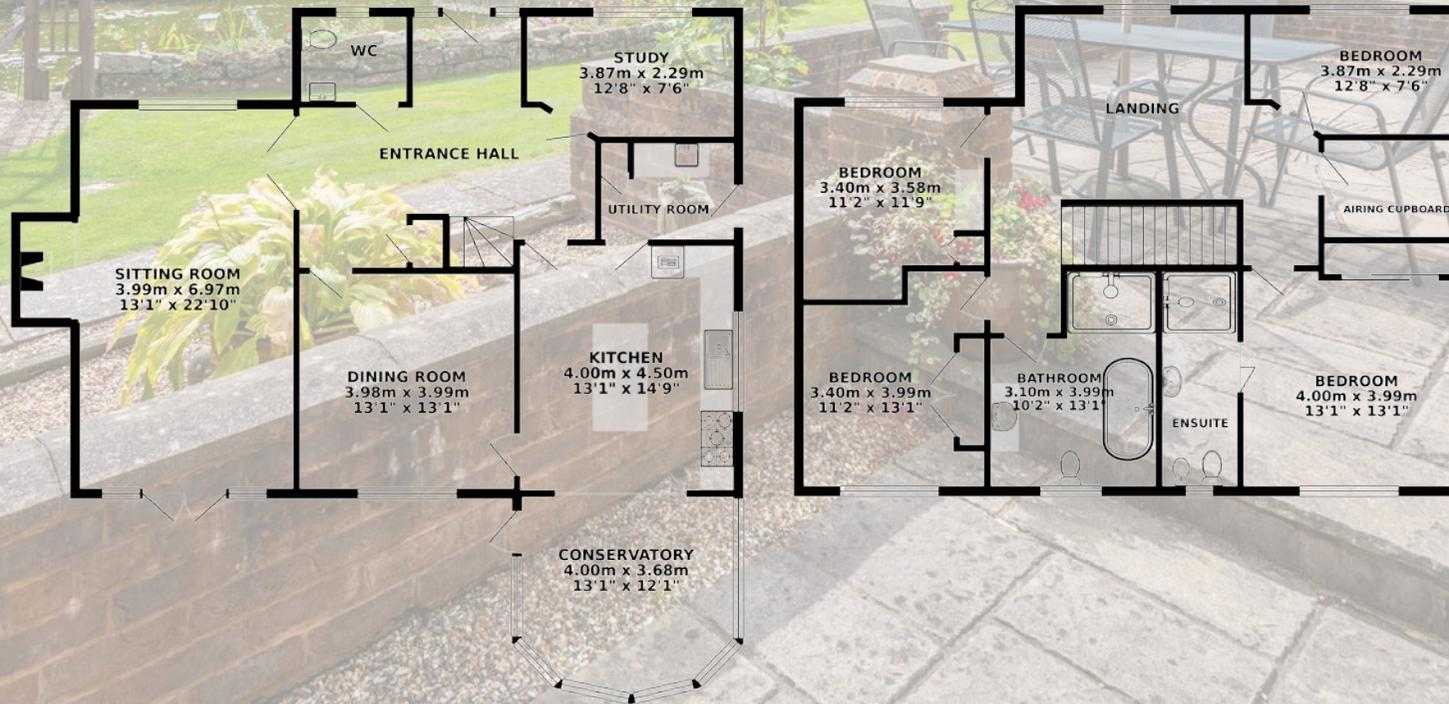 WC
STUDY
3.87m x 2.29m
12'8" x 7'6"
ENTRANCE HALL
UTILITY ROOM
SITTING ROOM
3.99m x 6.97m
13'1" x 22'10"
DINING ROOM
3.98m x 3.99m
13'1" x 13'1"
KITCHEN
4.00m x 4.50m
13'1" x 14'9"
CONSERVATORY
4.00m x 3.68m
13'1" x 12'1"
LANDING
BEDROOM
3.87m x 2.29m
12'8" x 7'6"
BEDROOM
3.40m x 3.58m
11'2" x 11'9"
AIRING CUPBOARD
BEDROOM
3.40m x 3.99m
11'2" x 13'1"
BATHROOM
3.10m x 3.99m
10'2" x 13'1"
ENSUITE
BEDROOM
4.00m x 3.99m
13'1" x 13'1"